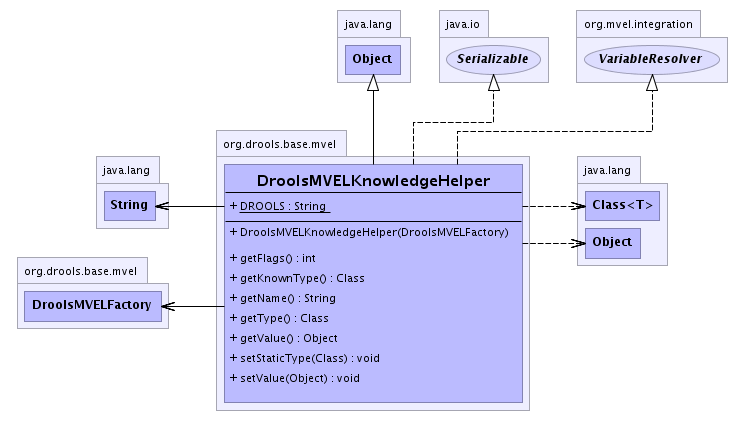 java.lang
Object
java.io
Serializable
org.mvel.integration
VariableResolver
org.drools.base.mvel
DroolsMVELKnowledgeHelper
+ DROOLS : String
+ DroolsMVELKnowledgeHelper(DroolsMVELFactory)
+ getFlags() : int
+ getKnownType() : Class
+ getName() : String
+ getType() : Class
+ getValue() : Object
+ setStaticType(Class) : void
+ setValue(Object) : void
java.lang
String
org.drools.base.mvel
DroolsMVELFactory
java.lang
Class<T>
Object